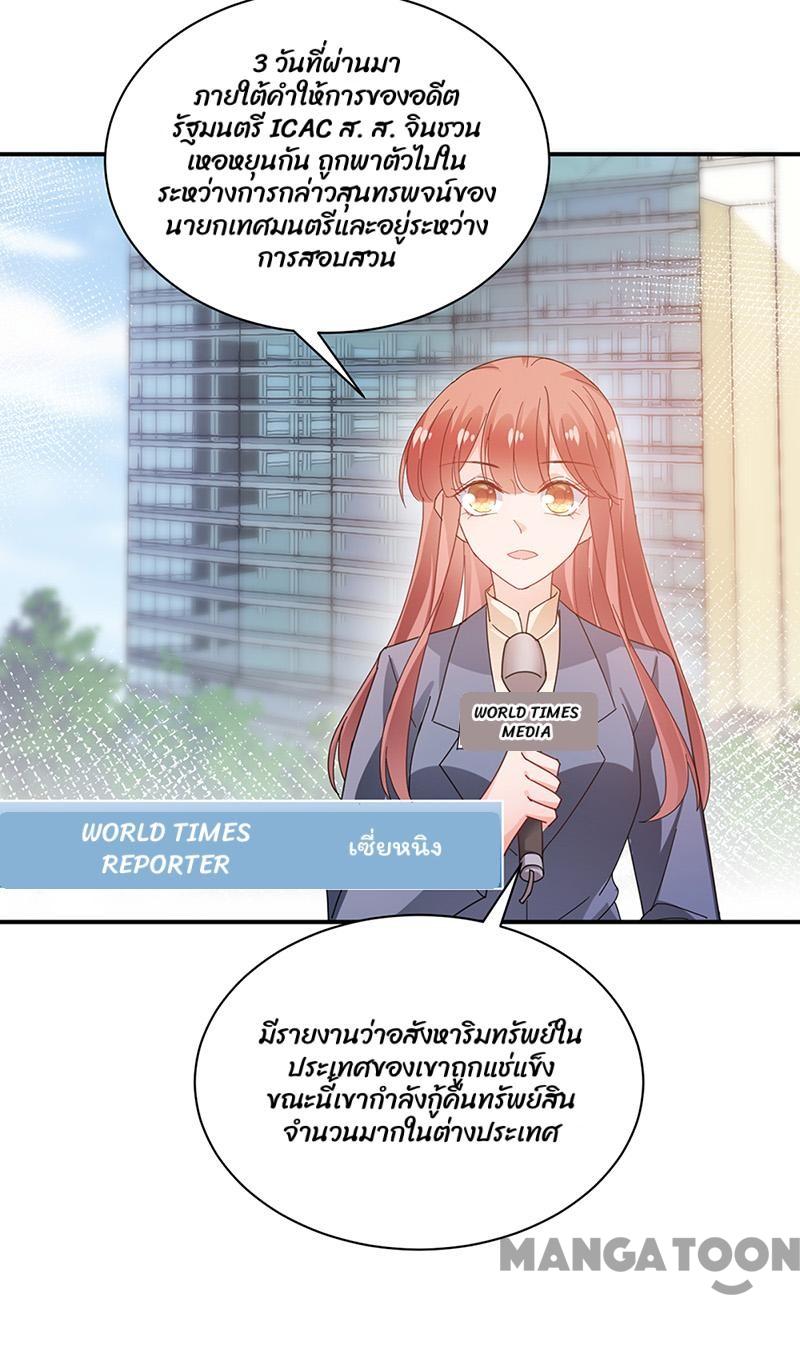 3 วันที่ผ่านมา
ภายใต้คำให้การของอดีต
รัฐมนตรี ICAC ส. ส. จินชวน
เหอหยุนกัน ถูกพาตัวไปใน
ระหว่างการกล่าวสุนทรพจน์ของ
นายกเทศมนตรีและอยู่ระหว่าง
การสอบสวน
WORLD TIMES
MEDIA
WORLD TIMES
REPORTER
เซี่ยหนิง
มีรายงานว่าอสังหาริมทรัพย์ใน
ประเทศของเขาถูกแช่แข็ง
ขณะนี้เขากำลังกู้คืนทรัพย์สิน
จำนวนมากในต่างประเทศ
MANGATOON